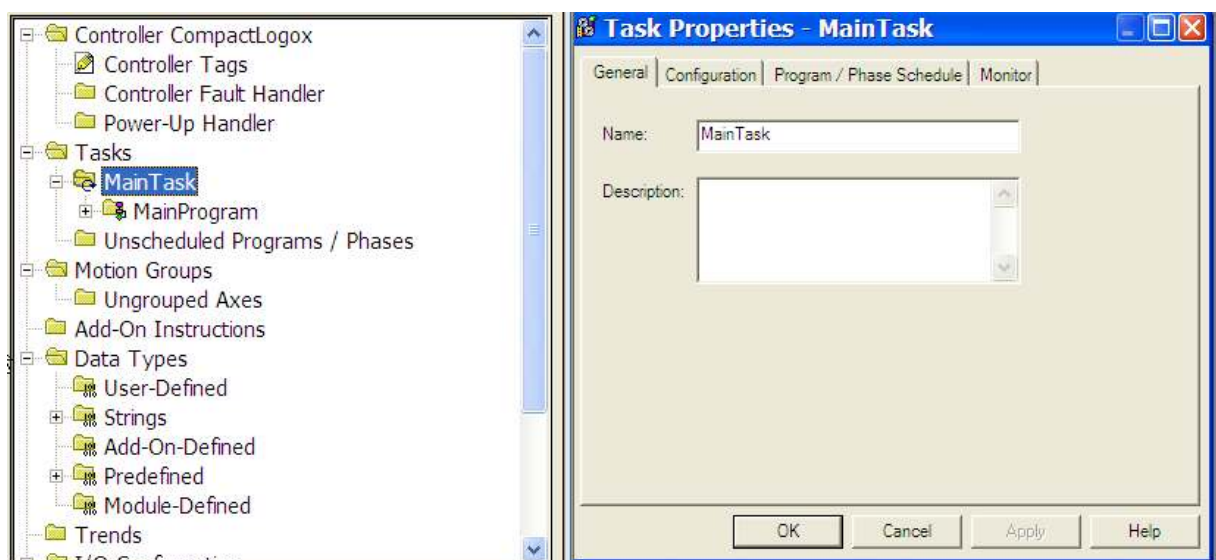 Controller CompactLogox
Controller Tags
Controller Fault Handler
Power-Up Handler
Tasks
MainTask
MainProgram
Unscheduled Programs / Phases
Motion Groups
Ungrouped Axes
Add-On Instructions
Data Types
User-Defined
Strings
Add-On-Defined
Predefined
Module-Defined
Trends
I/O Configuration
Task Properties - MainTask
General Configuration Program / Phase Schedule Monitor
Name: MainTask
Description:
OK Cancel Apply Help